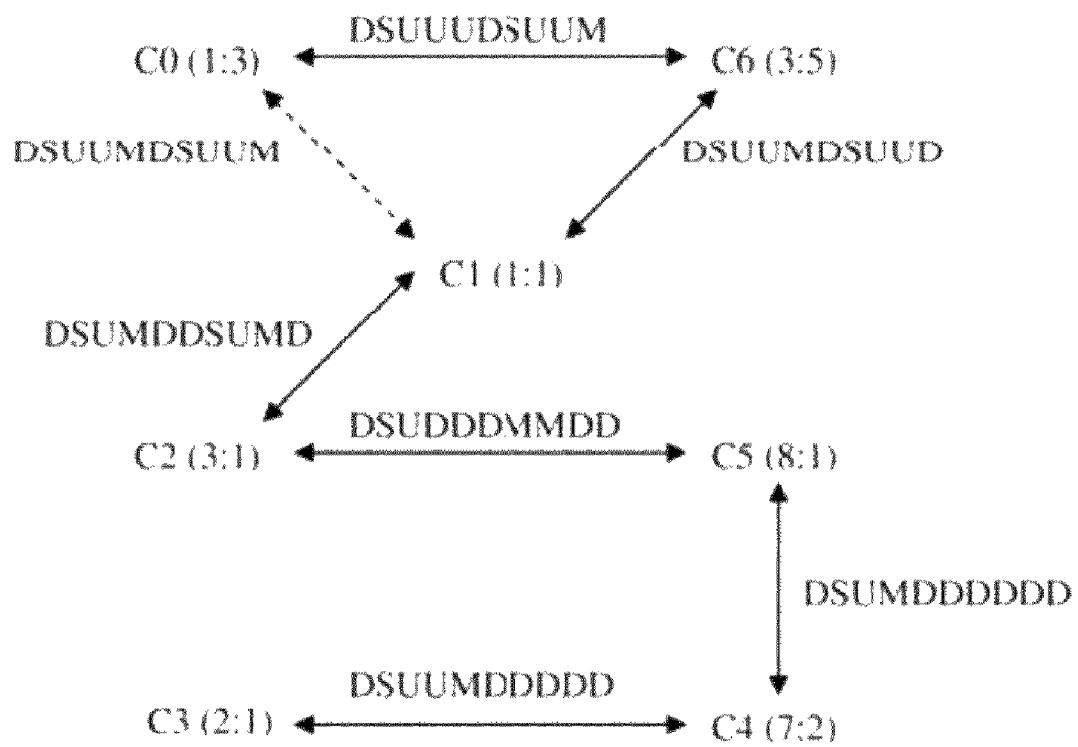 DSUUUDSUUM
C0 (1:3)
C6 (3:5)
DSUUMDSUUM
DSUUMDSUUD
C1 (1:1)
DSUMDDSUMD
DSUDDDMMDD
C2 (3:1)
C5 (8:1)
DSUMDDDDDD
DSUUMDDDDD
C3 (2:1)
C4 (7:2)